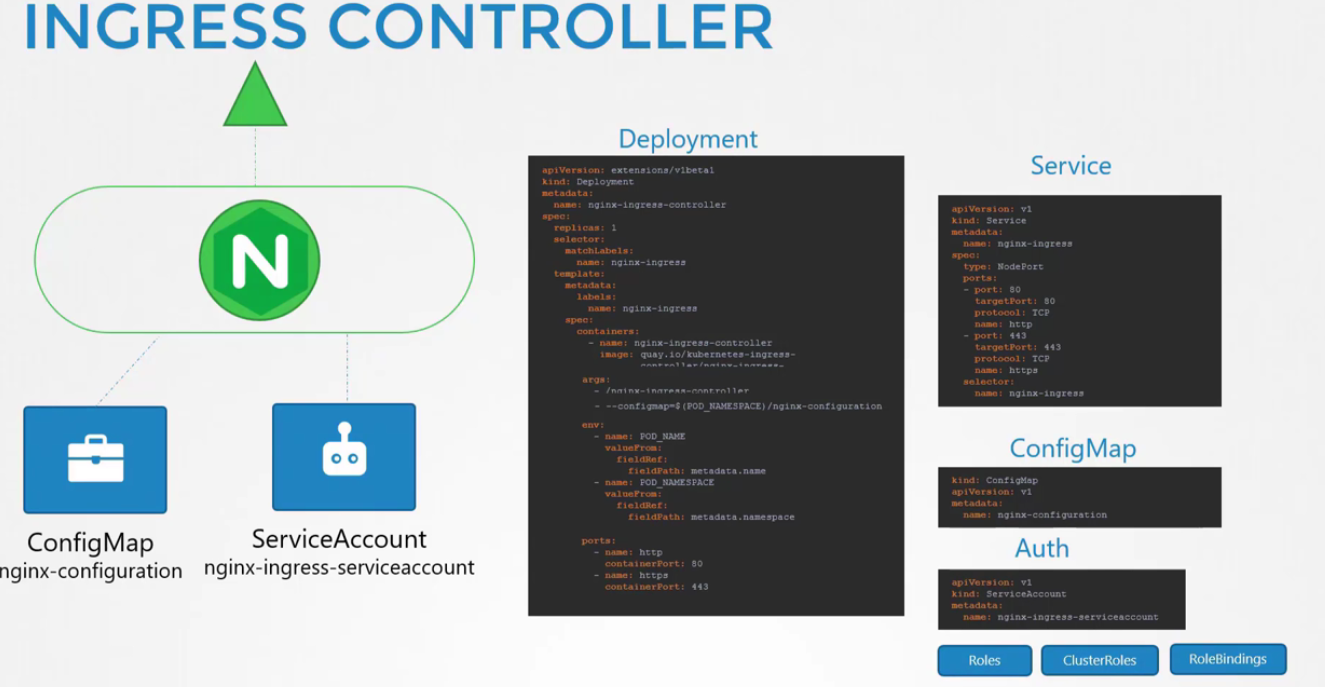 INGRESS CONTROLLER
N
ConfigMap
nginx-configuration
ServiceAccount
nginx-ingress-serviceaccount
Deployment
apiVersion: extensions/v1beta1
kind: Deployment
metadata:
  name: nginx-ingress-controller
spec:
  replicas: 1
  selector:
    matchLabels:
      name: nginx-ingress
  template:
    metadata:
      labels:
        name: nginx-ingress
    spec:
      containers:
        - name: nginx-ingress-controller
          image: quay.io/kubernetes-ingress-
                 controller/nginx-ingress-
      args:
        - /nginx-ingress-controller
        - --configmap=$(POD_NAMESPACE)/nginx-configuration
      env:
        - name: POD_NAME
          valueFrom:
            fieldRef:
              fieldPath: metadata.name
        - name: POD_NAMESPACE
          valueFrom:
            fieldRef:
              fieldPath: metadata.namespace
      ports:
        - name: http
          containerPort: 80
        - name: https
          containerPort: 443
Service
apiVersion: v1
kind: Service
metadata:
  name: nginx-ingress
spec:
  type: NodePort
  ports:
  - port: 80
    targetPort: 80
    protocol: TCP
    name: http
  - port: 443
    targetPort: 443
    protocol: TCP
    name: https
  selector:
    name: nginx-ingress
ConfigMap
kind: ConfigMap
apiVersion: v1
metadata:
  name: nginx-configuration
Auth
apiVersion: v1
kind: ServiceAccount
metadata:
  name: nginx-ingress-serviceaccount
Roles
ClusterRoles
RoleBindings